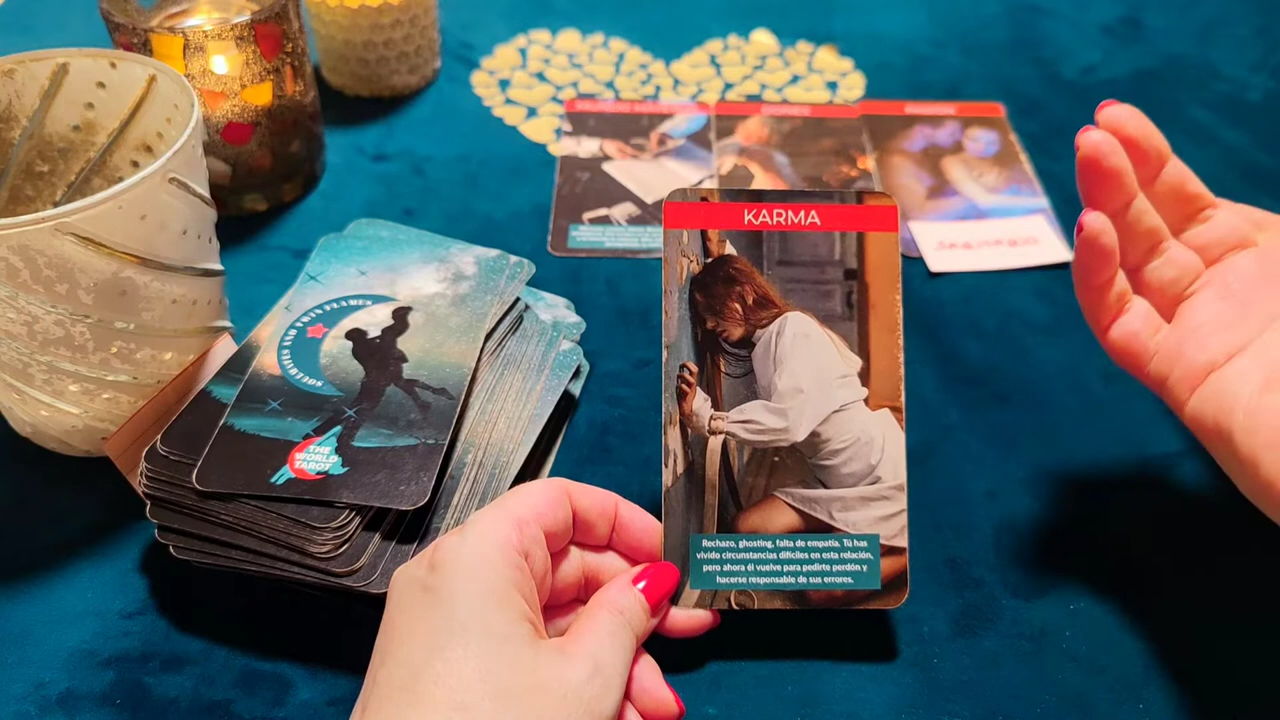 KARMA
Rechazo, ghosting, falta de empatía. Tú has
vivido circunstancias difíciles en esta relación,
pero ahora él vuelve para pedirte perdón y
hacerse responsable de sus errores.
SAGITARIO
SOULMATES AND TWIN FLAMES
THE
WORLD
TAROT